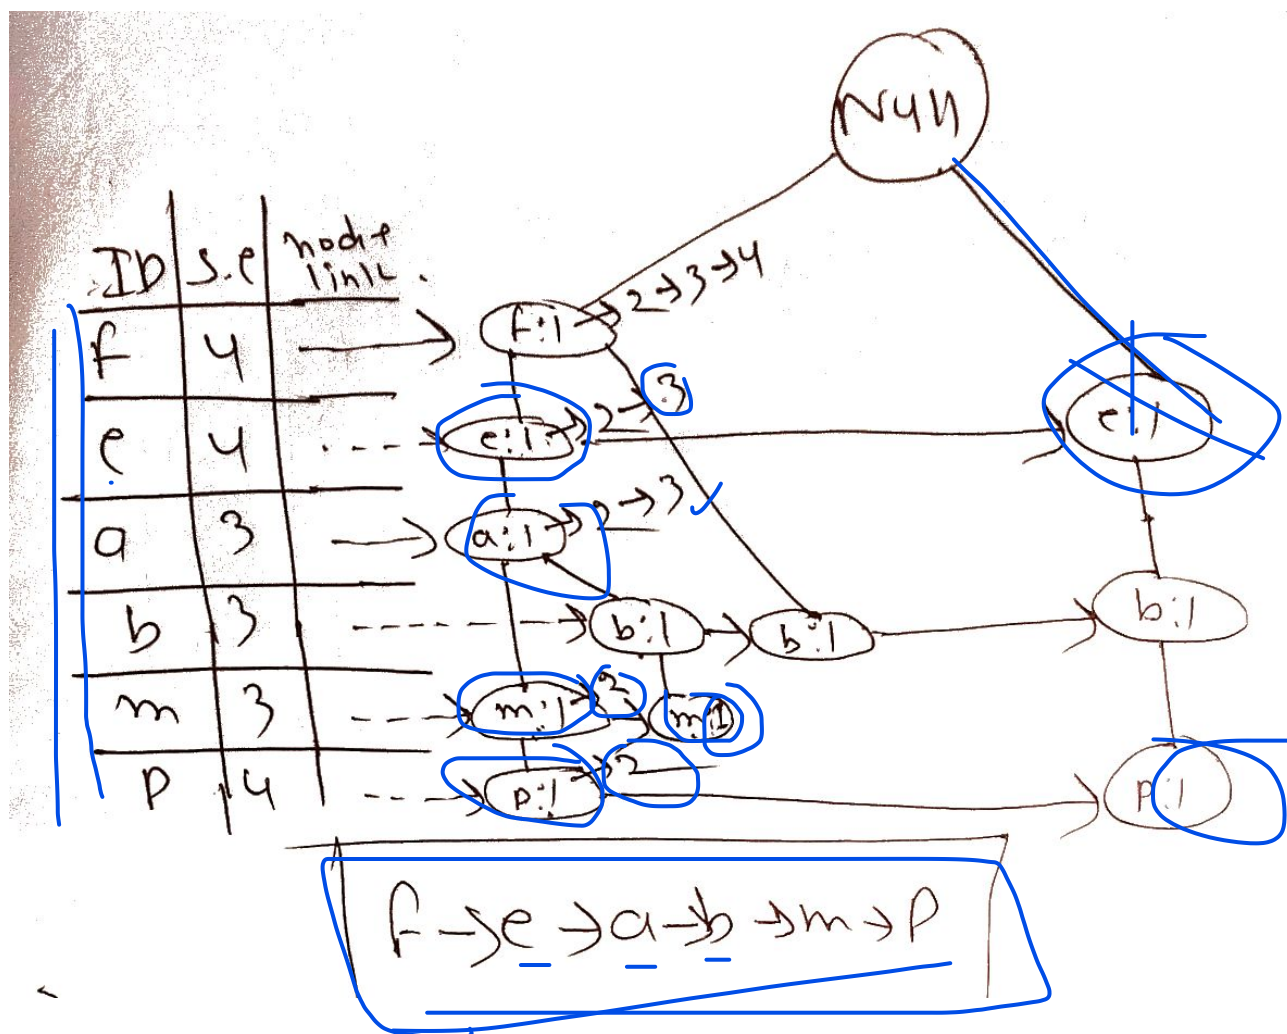 Null
ID S.C node link.
f 4
f:1 → 2 → 3 → 4
e 4
e:1 → 2 → 3
e:1
a 3
a:1 → 2 → 3 ✓
b 3
b:1 → b:1
b:1
m 3
m:1 → 2
m:1
p 4
p:1 → 2
p:1
f → e → a → b → m → p